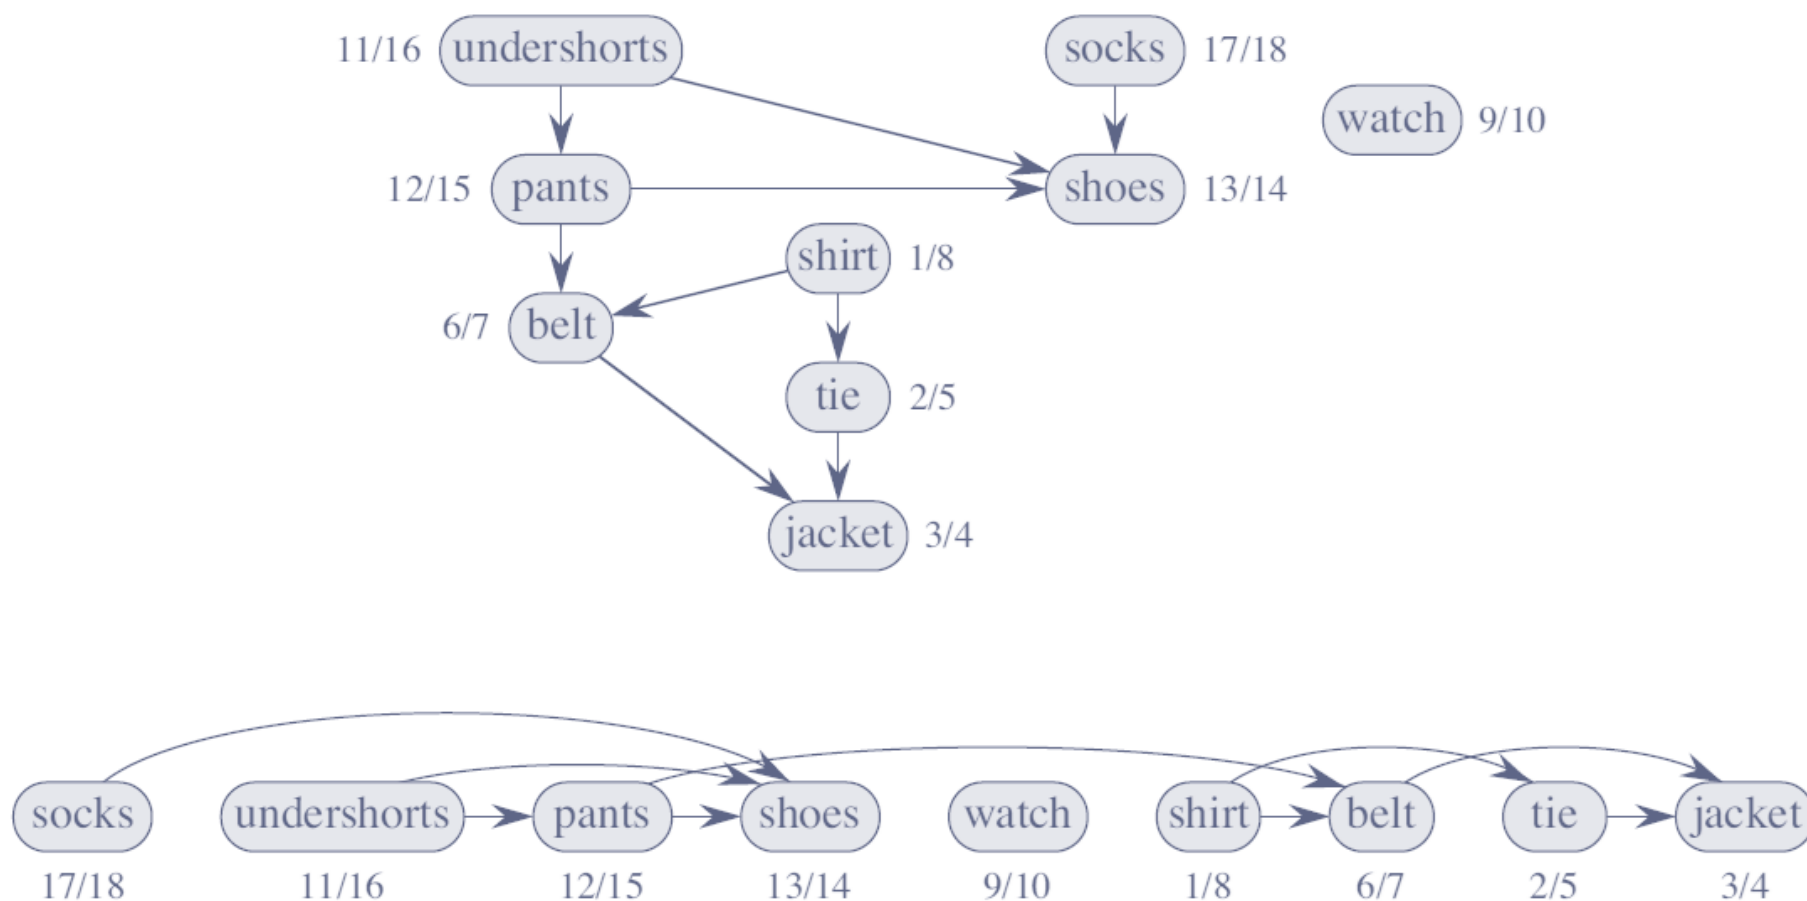 11/16 undershorts socks 17/18
watch 9/10
12/15 pants shoes 13/14
shirt 1/8
6/7 belt
tie 2/5
jacket 3/4
socks undershorts pants shoes watch shirt belt tie jacket
17/18 11/16 12/15 13/14 9/10 1/8 6/7 2/5 3/4